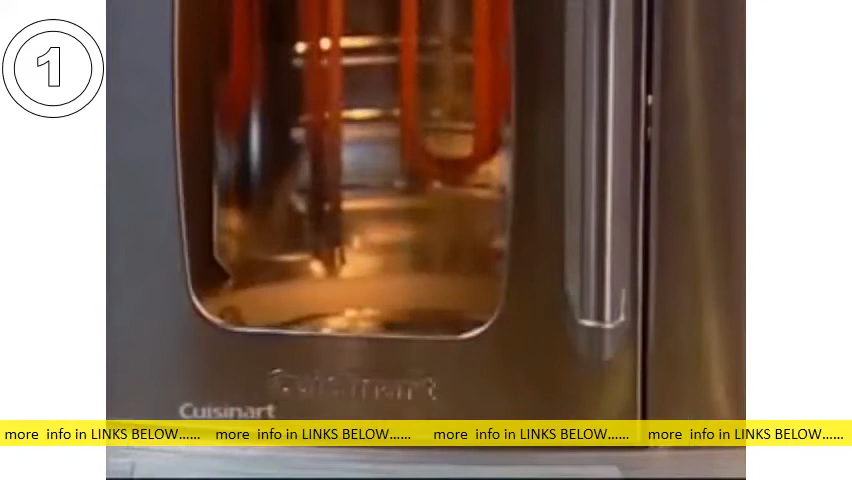 1
Cuisinart
Cuisinart
more info in LINKS BELOW...... more info in LINKS BELOW...... more info in LINKS BELOW...... more info in LINKS BELOW......